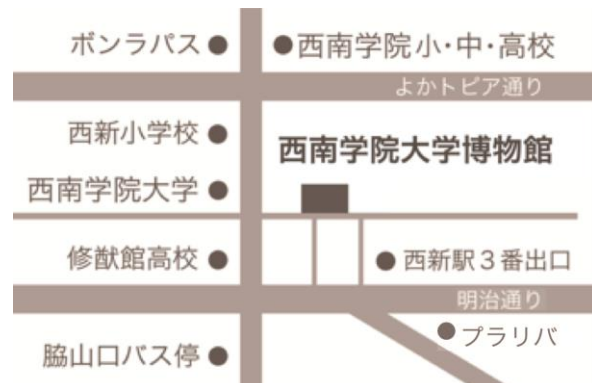 ボンラパス
西南学院小・中・高校
よかトピア通り
西新小学校
西南学院大学博物館
西南学院大学
修猷館高校
西新駅3番出口
明治通り
プラリバ
脇山口バス停